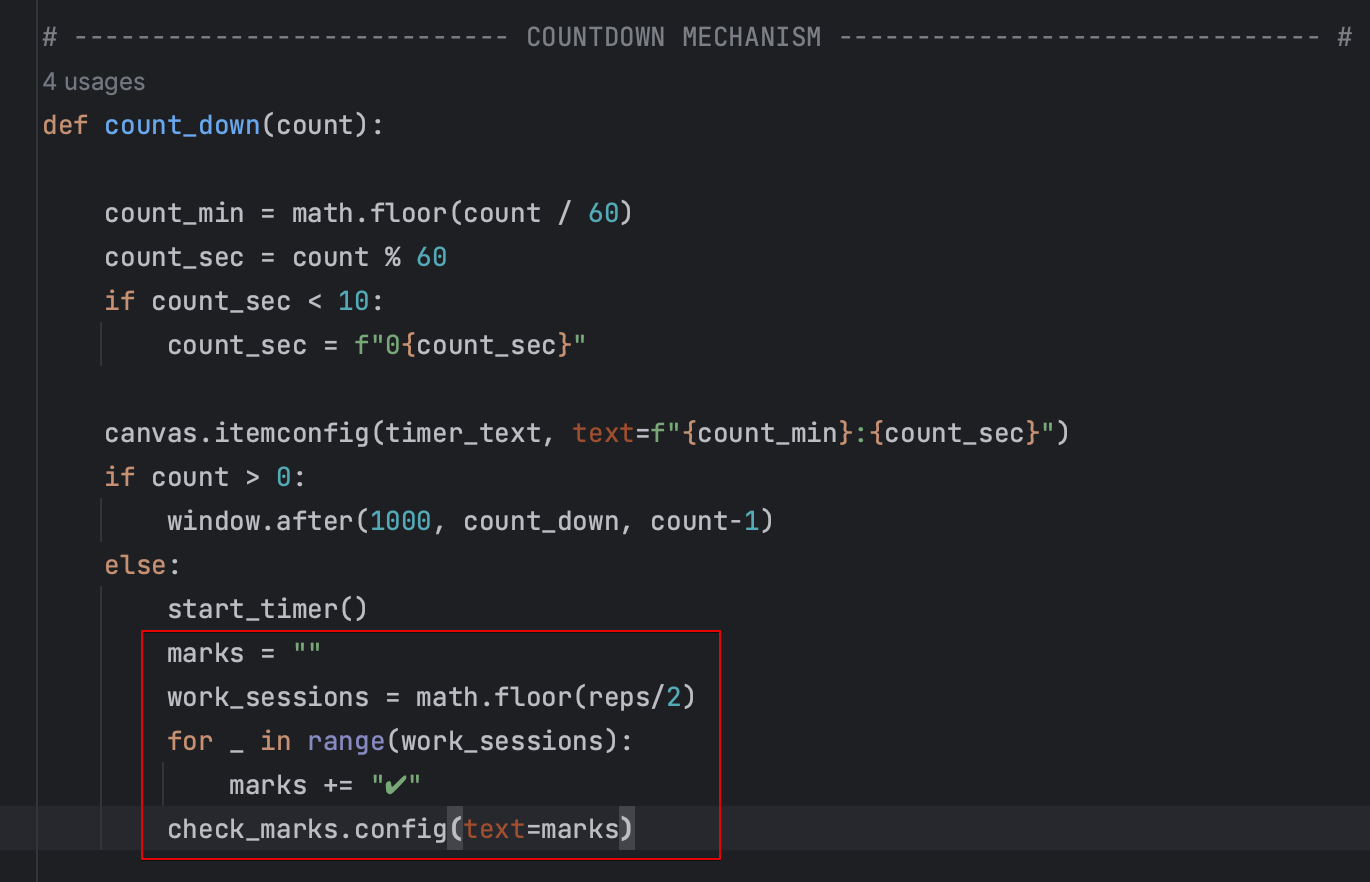 # ---------------------------- COUNTDOWN MECHANISM ------------------------------- #
4 usages
def count_down(count):
count_min = math.floor(count / 60)
count_sec = count % 60
if count_sec < 10:
count_sec = f"0{count_sec}"
canvas.itemconfig(timer_text, text=f"{count_min}:{count_sec}")
if count > 0:
window.after(1000, count_down, count-1)
else:
start_timer()
marks = ""
work_sessions = math.floor(reps/2)
for _ in range(work_sessions):
marks += "✔"
check_marks.config(text=marks)